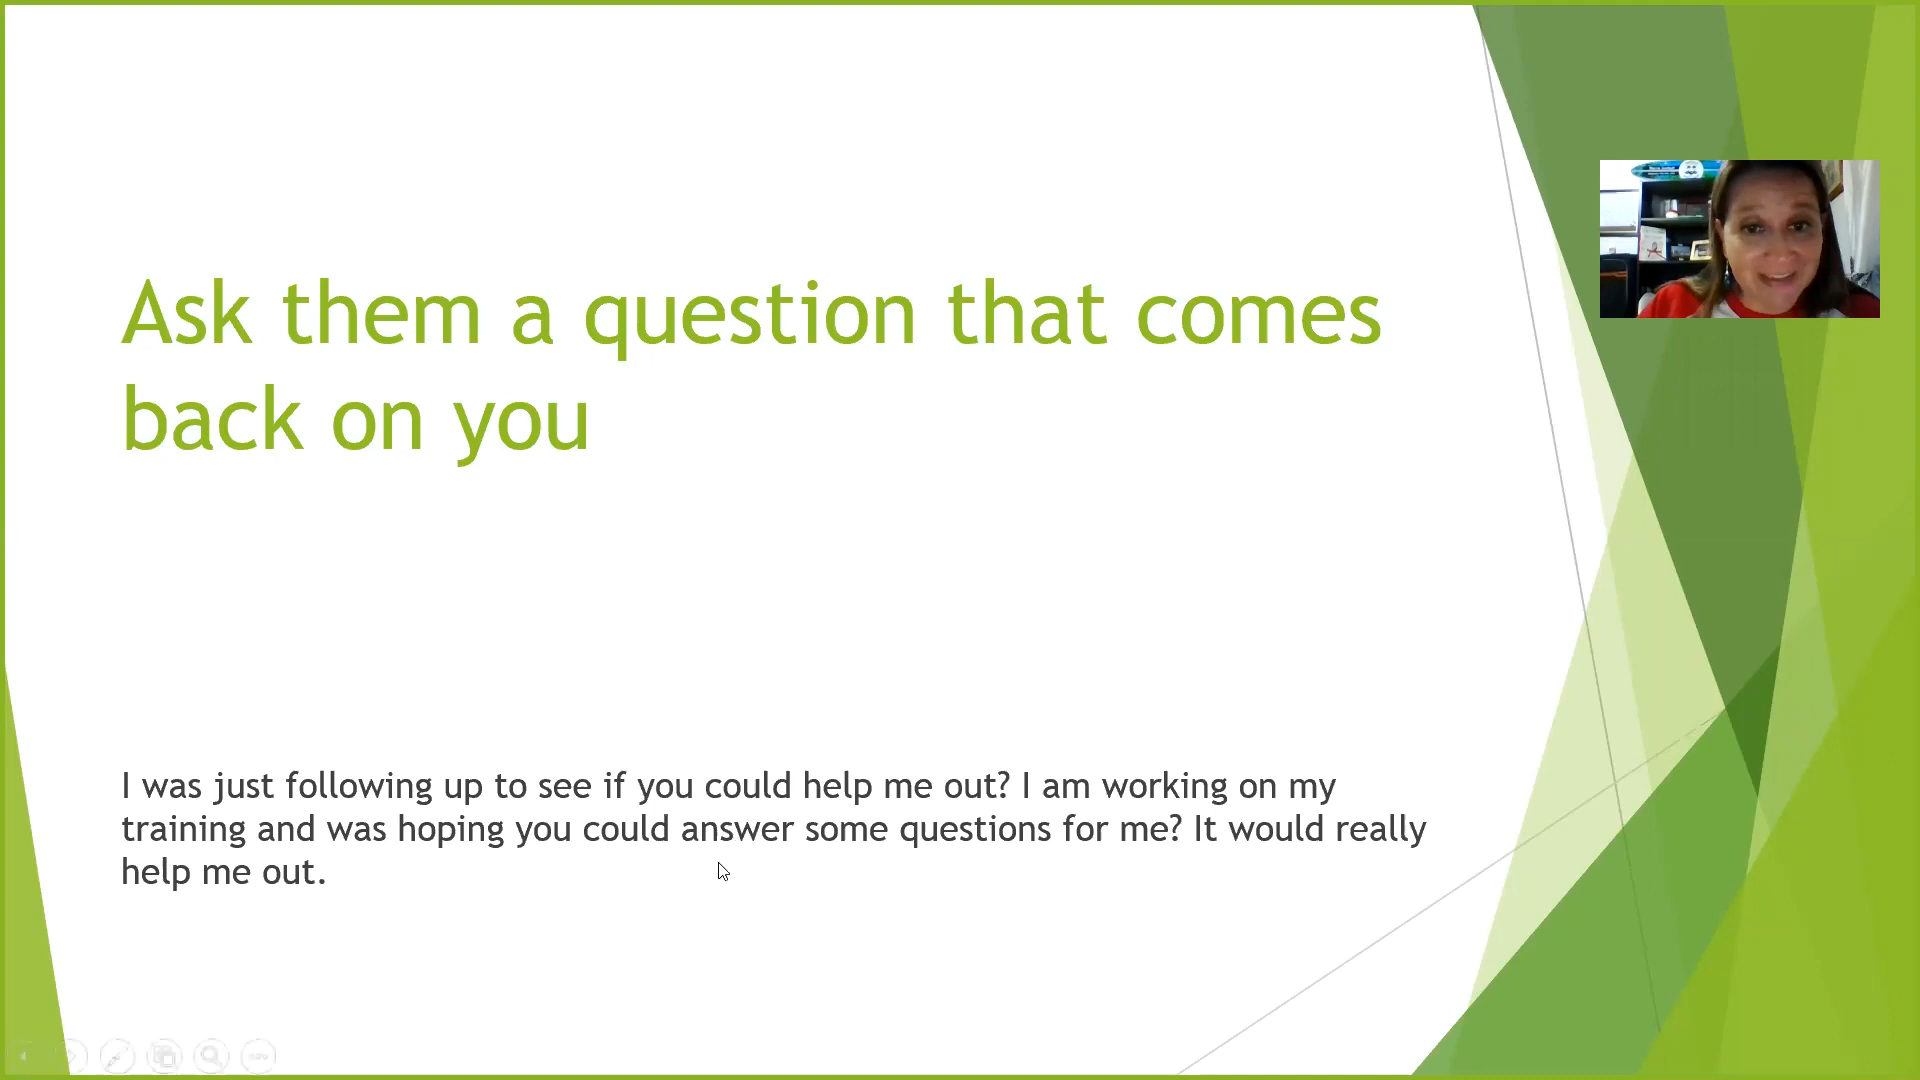 Ask them a question that comes
back on you
I was just following up to see if you could help me out? I am working on my
training and was hoping you could answer some questions for me? It would really
help me out.